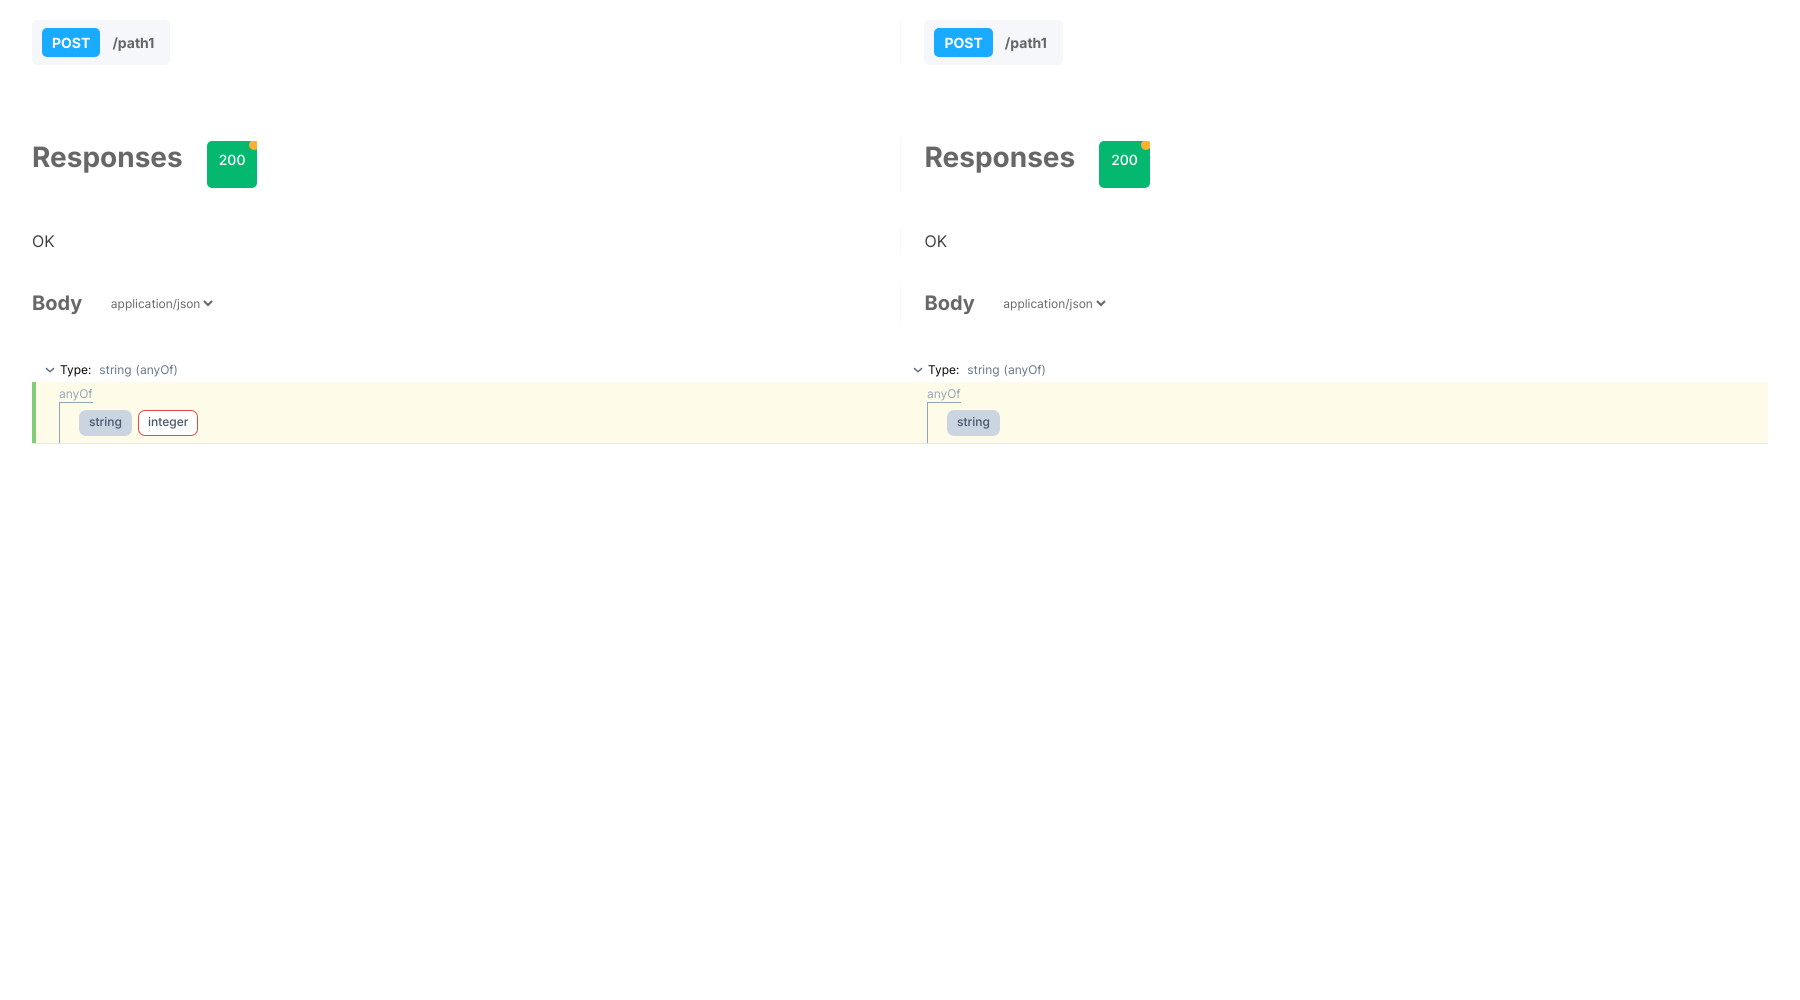 POST /path1 POST /path1
Responses 200 Responses 200
OK OK
Body application/json Body application/json
Type: string (anyOf) Type: string (anyOf)
anyOf anyOf
string integer string